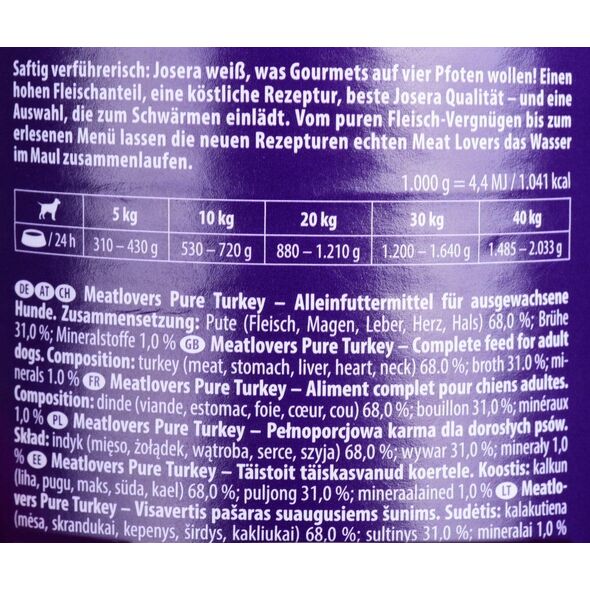 Saftig verführerisch: Josera weiß, was Gourmets auf vier Pfoten wollen! Einen
hohen Fleischanteil, eine köstliche Rezeptur, beste Josera Qualität – und eine
Auswahl, die zum Schwärmen einlädt. Vom puren Fleisch-Vergnügen bis zum
erlesenen Menü lassen die neuen Rezepturen echten Meat Lovers das Wasser
im Maul zusammenlaufen.
1.000 g = 4,4 MJ / 1.041 kcal
5 kg 10 kg 20 kg 30 kg 40 kg
/ 24 h 310 – 430 g 530 – 720 g 880 – 1.210 g 1.200 – 1.640 g 1.485 – 2.033 g
DE AT CH Meatlovers Pure Turkey – Alleinfuttermittel für ausgewachsene
Hunde. Zusammensetzung: Pute (Fleisch, Magen, Leber, Herz, Hals) 68,0 %; Brühe
31,0 %; Mineralstoffe 1,0 % GB Meatlovers Pure Turkey – Complete feed for adult
dogs. Composition: turkey (meat, stomach, liver, heart, neck) 68.0 %; broth 31.0 %; mi-
nerals 1.0 % FR Meatlovers Pure Turkey – Aliment complet pour chiens adultes.
Composition: dinde (viande, estomac, foie, cœur, cou) 68,0 %; bouillon 31,0 %; minéraux
1,0 % PL Meatlovers Pure Turkey – Pełnoporcjowa karma dla dorosłych psów.
Skład: indyk (mięso, żołądek, wątroba, serce, szyja) 68,0 %; wywar 31,0 %; minerały 1,0
% EE Meatlovers Pure Turkey – Täistoit täiskasvanud koertele. Koostis: kalkun
(liha, pugu, maks, süda, kael) 68,0 %; puljong 31,0 %; mineraalained 1,0 % LT Meatlo-
vers Pure Turkey – Visavertis pašaras suaugusiems šunims. Sudėtis: kalakutiena
(mėsa, skrandukai, kepenys, širdys, kakliukai) 68,0 %; sultinys 31,0 %; mineralai 1,0 %